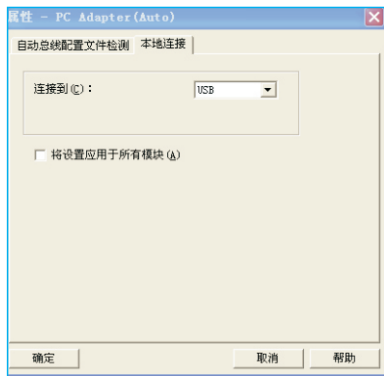 属性 - PC Adapter(Auto)
自动总线配置文件检测 本地连接
连接到(C)： USB
将设置应用于所有模块(A)
确定 取消 帮助